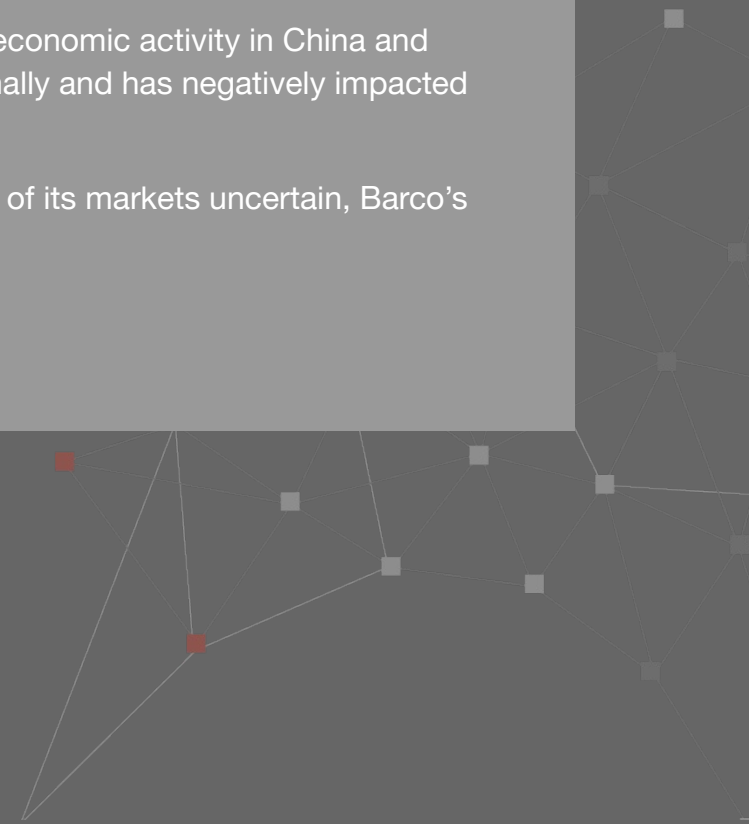 economic activity in China and
ally and has negatively impacted
of its markets uncertain, Barco's